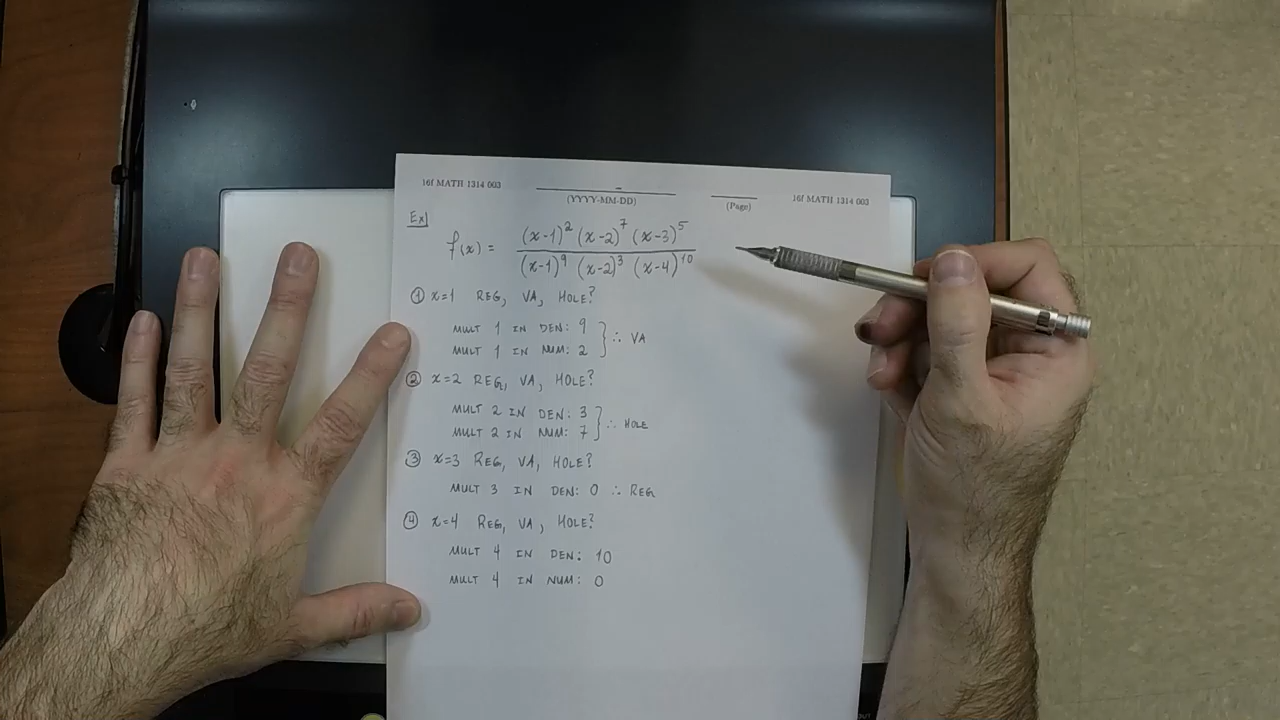 16f MATH 1314 003 (YYYY-MM-DD) (Page) 16f MATH 1314 003
Ex
f(x) = (x-1)² (x-2)⁷ (x-3)⁵ / (x-1)⁹ (x-2)³ (x-4)¹⁰
① x=1 REG, VA, HOLE?
MULT 1 IN DEN: 9
MULT 1 IN NUM: 2 } ∴ VA
② x=2 REG, VA, HOLE?
MULT 2 IN DEN: 3
MULT 2 IN NUM: 7 } ∴ HOLE
③ x=3 REG, VA, HOLE?
MULT 3 IN DEN: 0 ∴ REG
④ x=4 REG, VA, HOLE?
MULT 4 IN DEN: 10
MULT 4 IN NUM: 0